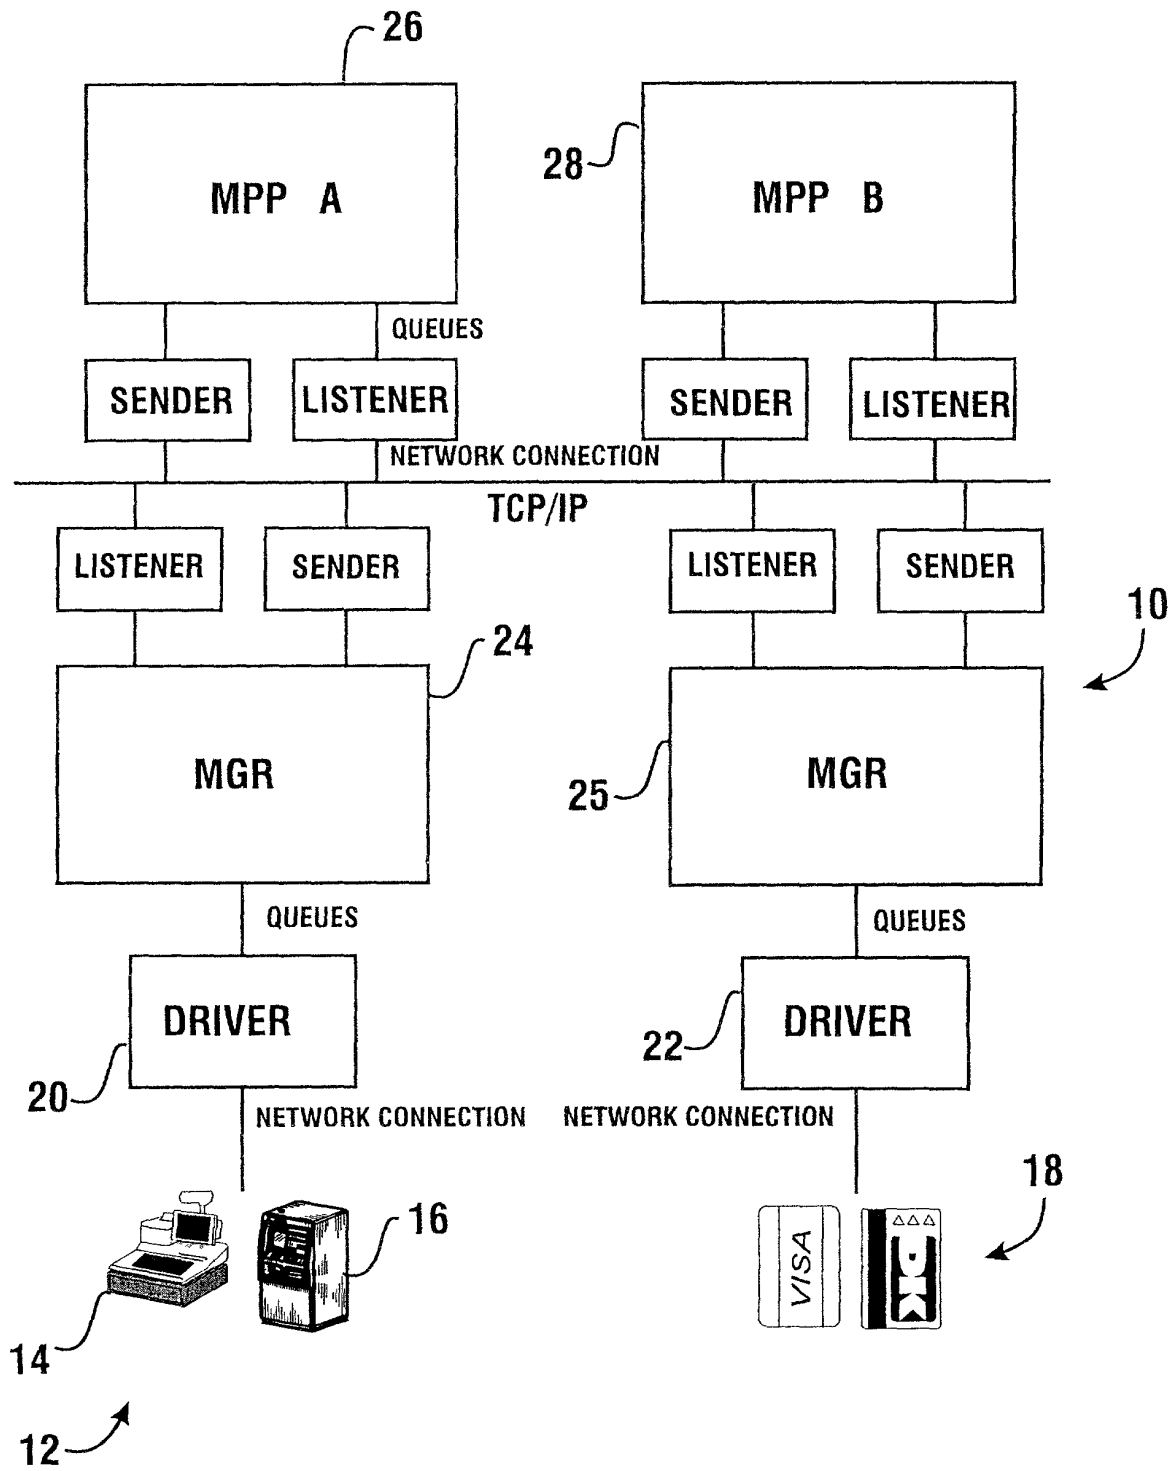 26
28
MPP A
MPP B
QUEUES
SENDER
LISTENER
SENDER
LISTENER
NETWORK CONNECTION
TCP/IP
LISTENER
SENDER
LISTENER
SENDER
10
24
MGR
25
MGR
QUEUES
QUEUES
DRIVER
DRIVER
20
22
NETWORK CONNECTION
NETWORK CONNECTION
18
16
VISA
DK
14
12